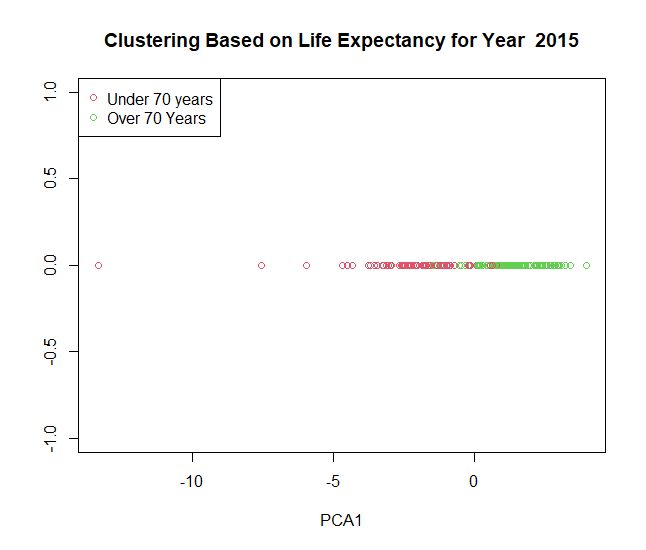 Clustering Based on Life Expectancy for Year  2015
Under 70 years
Over 70 Years
1.0
0.5
0.0
-0.5
-1.0
-10
-5
0
PCA1